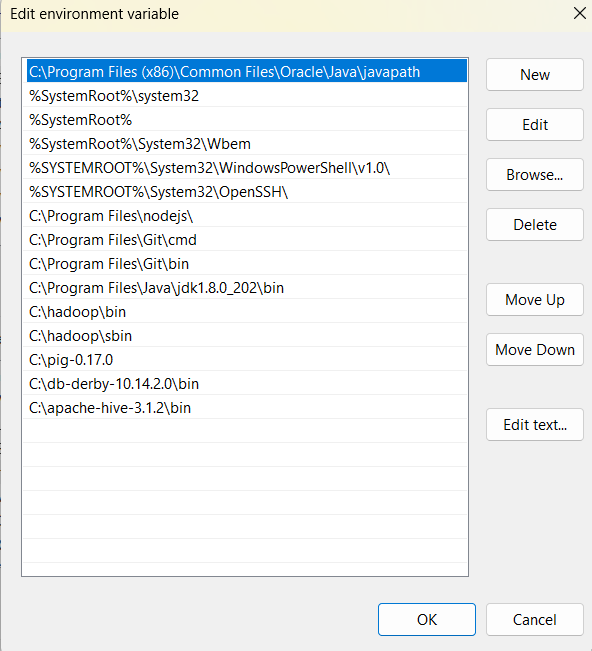 Edit environment variable
C:\Program Files (x86)\Common Files\Oracle\Java\javapath
%SystemRoot%\system32
%SystemRoot%
%SystemRoot%\System32\Wbem
%SYSTEMROOT%\System32\WindowsPowerShell\v1.0\
%SYSTEMROOT%\System32\OpenSSH\
C:\Program Files\nodejs\
C:\Program Files\Git\cmd
C:\Program Files\Git\bin
C:\Program Files\Java\jdk1.8.0_202\bin
C:\hadoop\bin
C:\hadoop\sbin
C:\pig-0.17.0
C:\db-derby-10.14.2.0\bin
C:\apache-hive-3.1.2\bin
New
Edit
Browse...
Delete
Move Up
Move Down
Edit text...
OK
Cancel